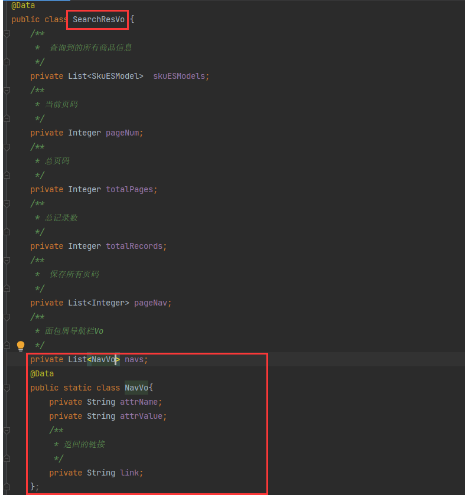 @Data
public class SearchResVo {
/**
* 查询到的所有商品信息
*/
private List<SkuESModel> skuESModels;
/**
* 当前页码
*/
private Integer pageNum;
/**
* 总页码
*/
private Integer totalPages;
/**
* 总记录数
*/
private Integer totalRecords;
/**
* 保存所有页码
*/
private List<Integer> pageNav;
/**
* 面包屑导航栏Vo
*/
private List<NavVo> navs;
@Data
public static class NavVo{
private String attrName;
private String attrValue;
/**
* 返回的链接
*/
private String link;
};